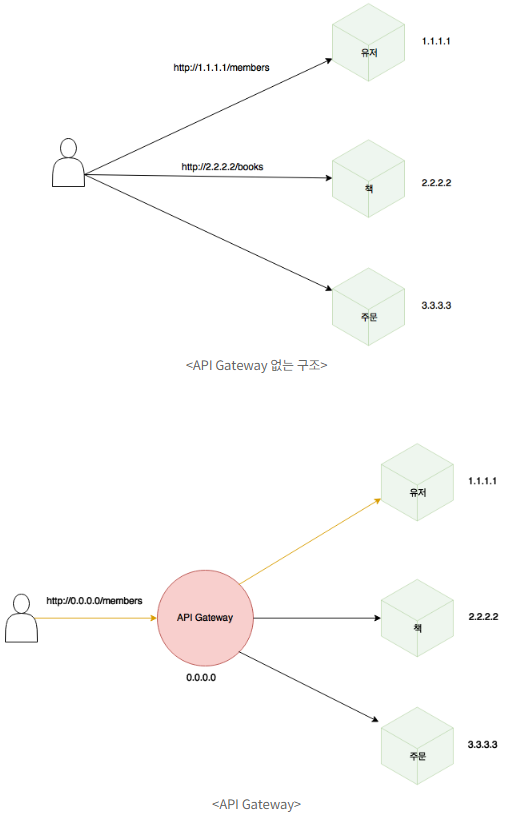 유저
1.1.1.1
http://1.1.1.1/members
http://2.2.2.2/books
책
2.2.2.2
주문
3.3.3.3
<API Gateway 없는 구조>
유저
1.1.1.1
http://0.0.0.0/members
API Gateway
0.0.0.0
책
2.2.2.2
주문
3.3.3.3
<API Gateway>